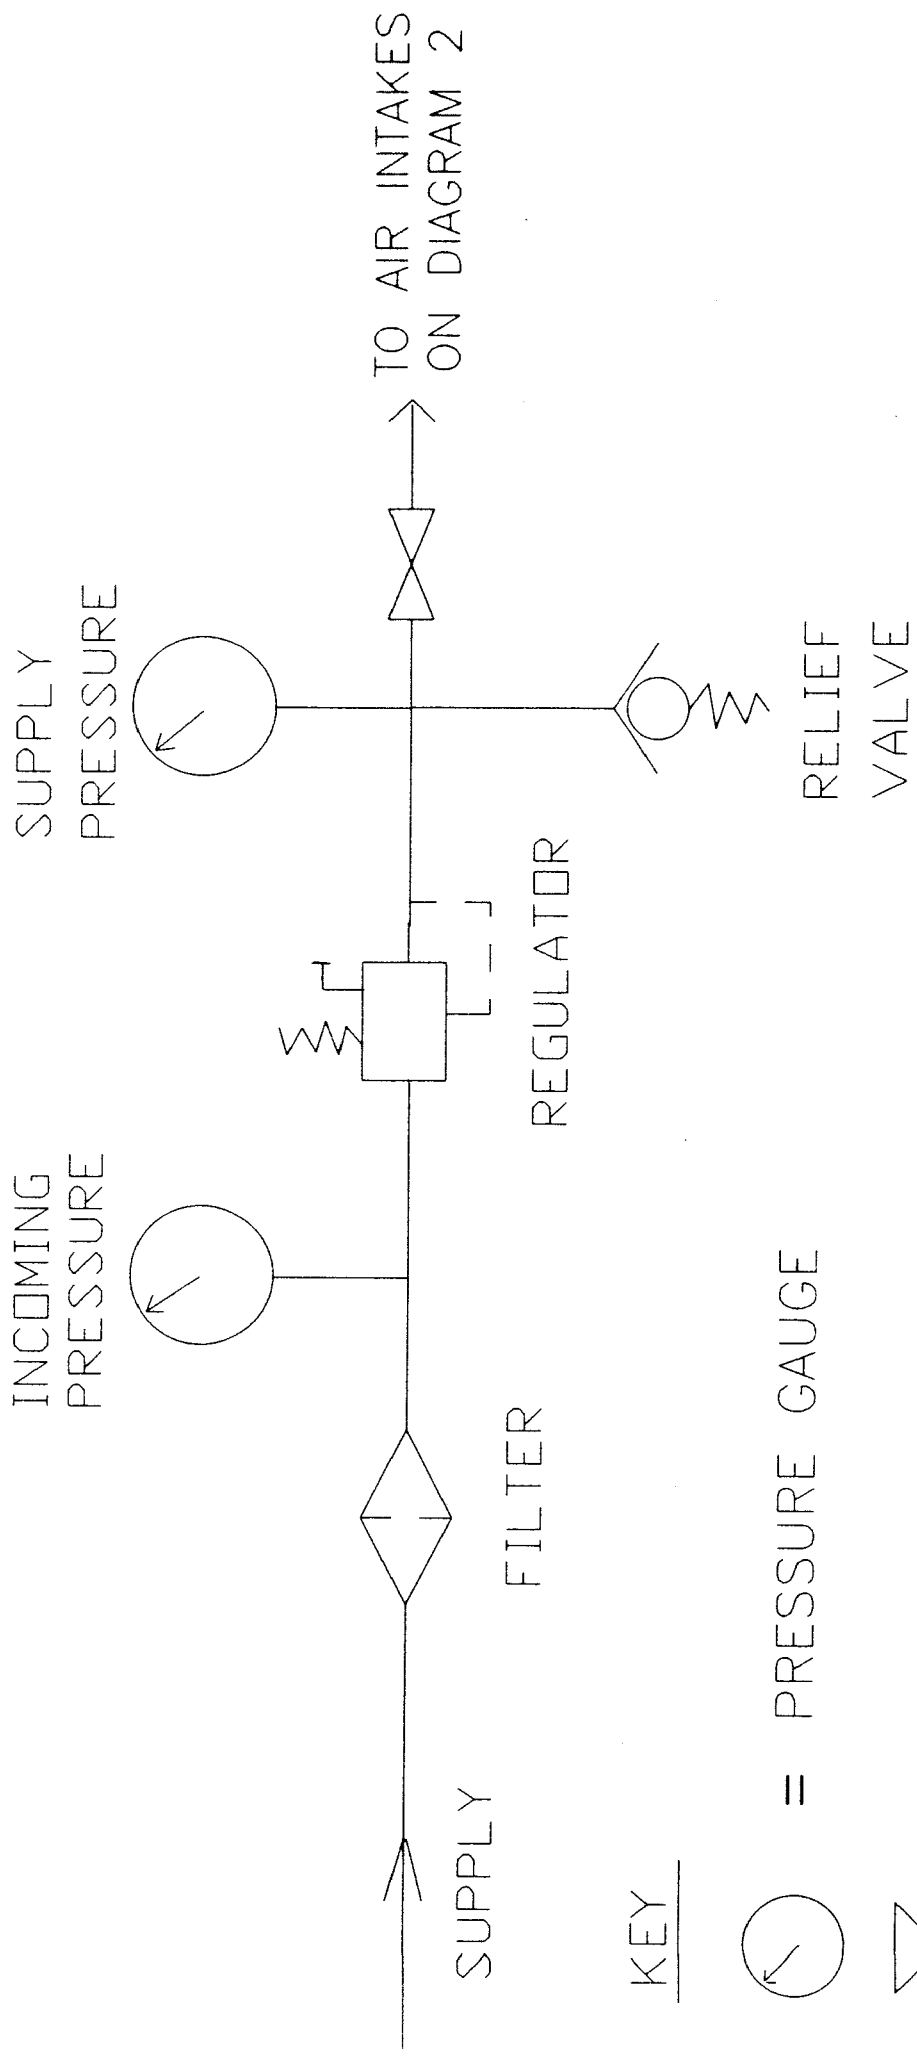 INCOMING
PRESSURE
SUPPLY
PRESSURE
TO AIR INTAKES
ON DIAGRAM 2
SUPPLY
FILTER
REGULATOR
RELIEF
VALVE
KEY
= PRESSURE GAUGE